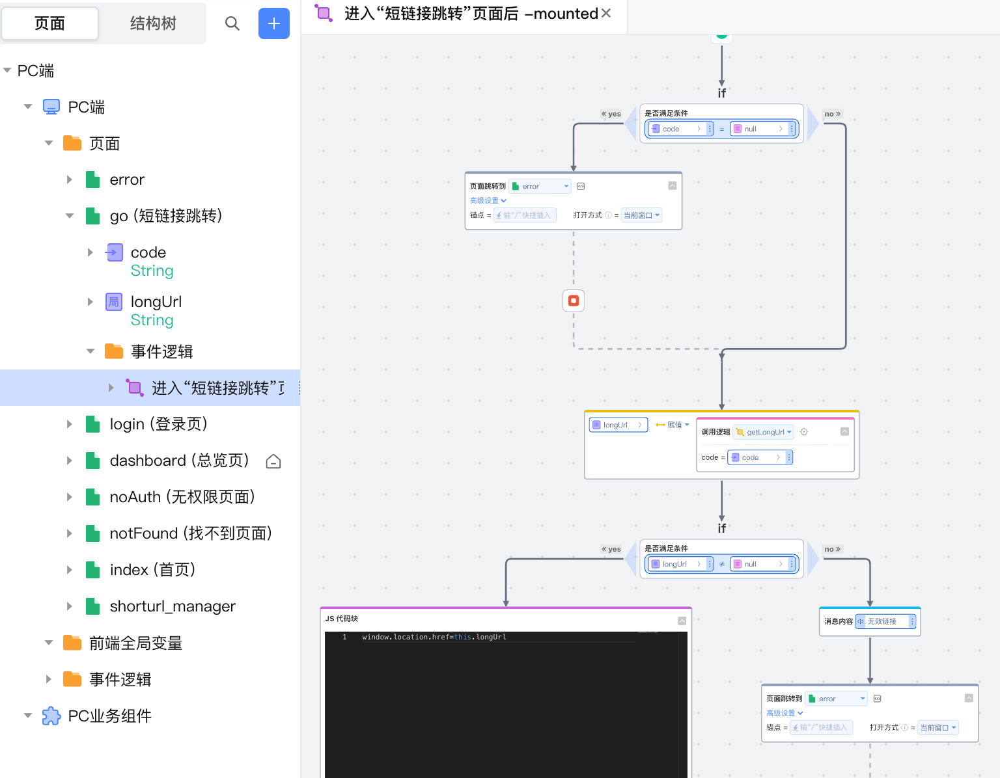 页面
结构树
进入“短链接跳转”页面后 -mounted
PC端
PC端
页面
error
go (短链接跳转)
code
String
局
longUrl
String
事件逻辑
进入“短链接跳转”页
login (登录页)
dashboard (总览页)
noAuth (无权限页面)
notFound (找不到页面)
index (首页)
shorturl_manager
前端全局变量
事件逻辑
PC业务组件
if
« yes
是否满足条件
no »
code = null
页面跳转到 error
高级设置
锚点 = 输“/”快捷插入 打开方式 = 当前窗口
局 longUrl 赋值
调用逻辑 getLongUrl
code = code
if
« yes
是否满足条件
no »
局 longUrl ≠ null
JS 代码块
1 window.location.href=this.longUrl
消息内容 无效链接
页面跳转到 error
高级设置
锚点 = 输“/”快捷插入 打开方式 = 当前窗口